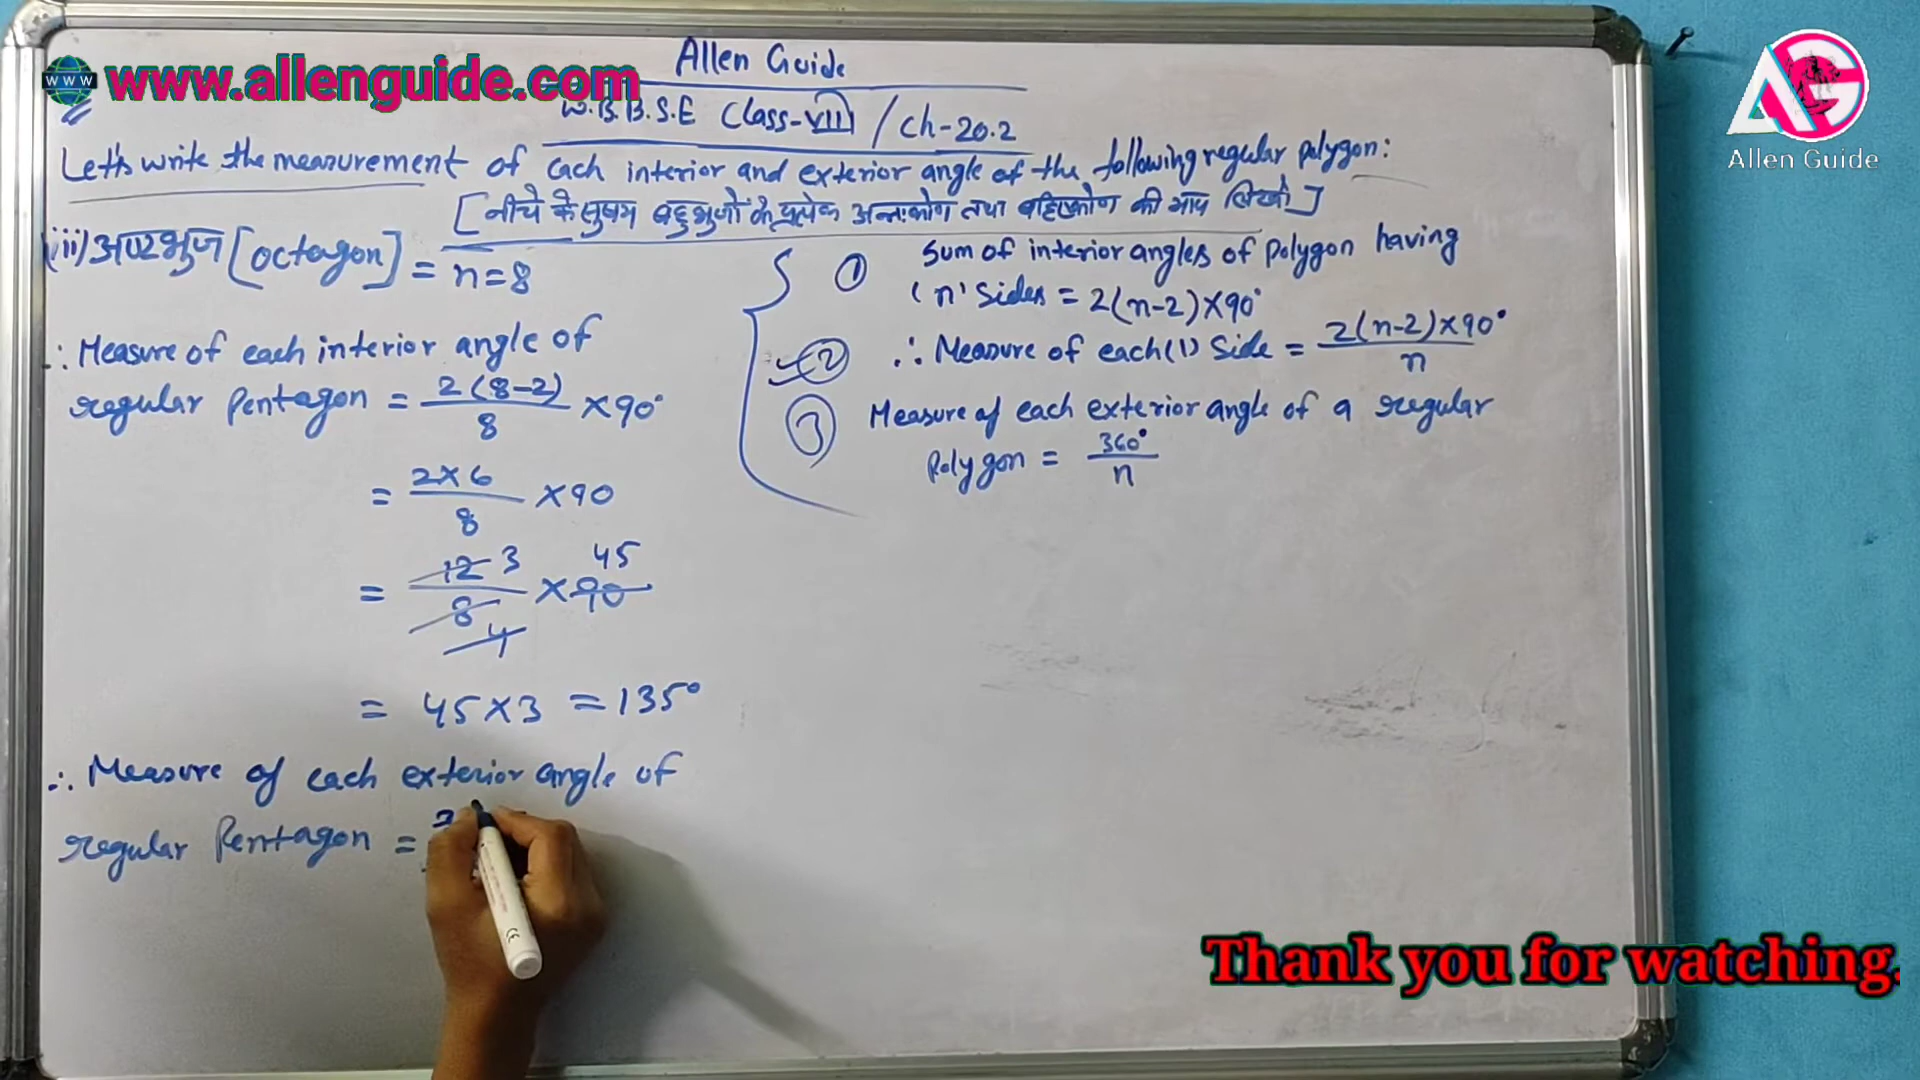 www.allenguide.com
WWW
Allen Guide
W.B.B.S.E Class-VII / Ch-20.2
Let's write the measurement of each interior and exterior angle of the following regular polygon:
[नीचे के सुषम बहुभुजों के प्रत्येक अन्तःकोण तथा बहिष्कोण की माप लिखो]
(iii) अष्टभुज [octagon] = n=8
∴ Measure of each interior angle of
regular Pentagon = 2(8-2)/8 ×90°
= 2×6/8 ×90
= 12 3/8 4 ×90 45
= 45×3 =135°
∴ Measure of each exterior angle of
regular Pentagon = 3
① Sum of interior angles of polygon having
'n' Sides = 2(n-2)×90°
② ∴ Measure of each(1) Side = 2(n-2)×90°/n
③ Measure of each exterior angle of a regular
Polygon = 360°/n
AG
Allen Guide
Thank you for watching.